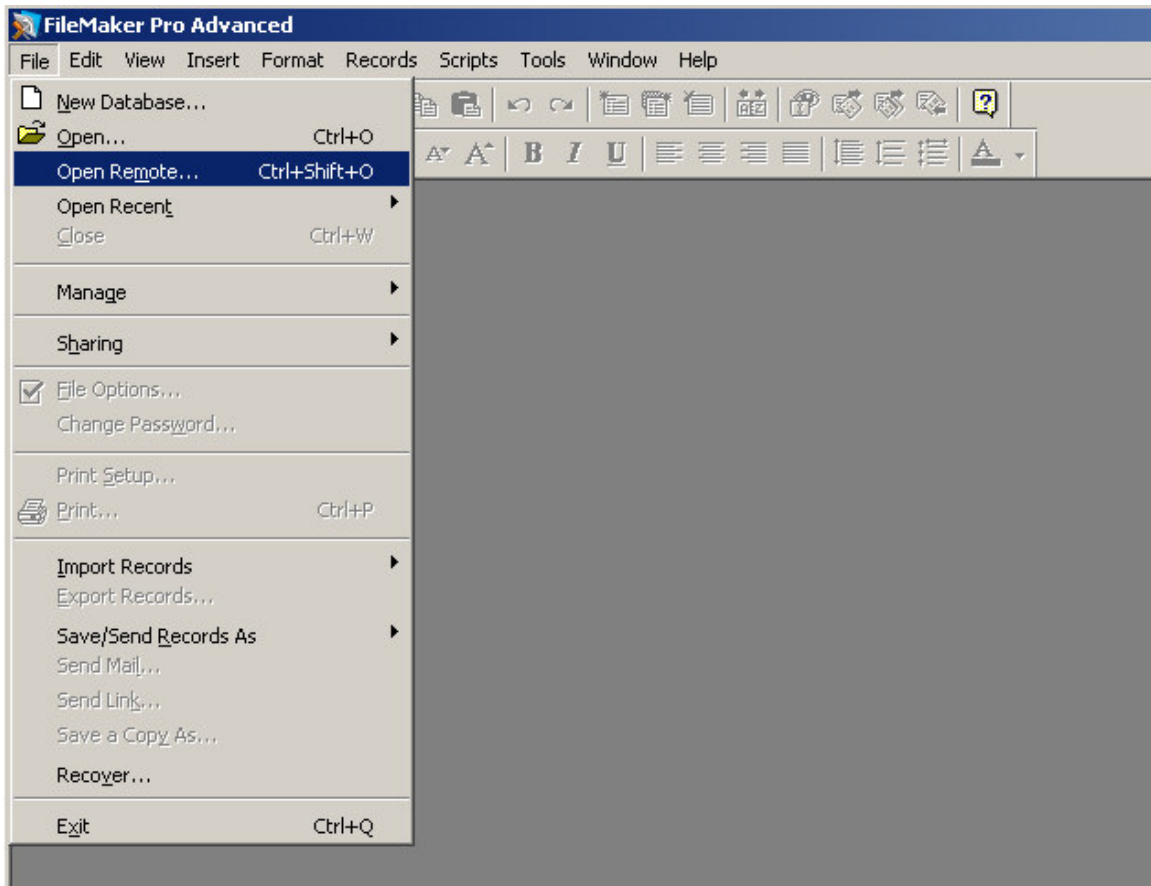 FileMaker Pro Advanced
File Edit View Insert Format Records Scripts Tools Window Help
New Database...
Open... Ctrl+O
Open Remote... Ctrl+Shift+O
Open Recent
Close Ctrl+W
Manage
Sharing
File Options...
Change Password...
Print Setup...
Print... Ctrl+P
Import Records
Export Records...
Save/Send Records As
Send Mail...
Send Link...
Save a Copy As...
Recover...
Exit Ctrl+Q